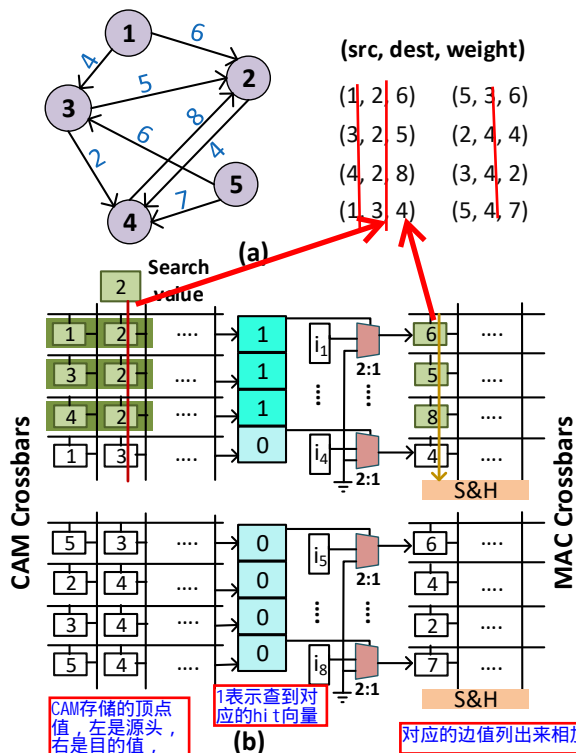 1
6
2
4
5
3
8
6
4
2
7
5
4
(a)
(src, dest, weight)
(1, 2, 6) (5, 3, 6)
(3, 2, 5) (2, 4, 4)
(4, 2, 8) (3, 4, 2)
(1, 3, 4) (5, 4, 7)
2
Search
value
CAM Crossbars
1 2 .... 1 i1 2:1 6 ....
3 2 .... 1 5 ....
4 2 .... 1 8 ....
1 3 .... 0 i4 2:1 4 ....
S&H
5 3 .... 0 i5 2:1 6 ....
2 4 .... 0 4 ....
3 4 .... 0 2 ....
5 4 .... 0 i8 2:1 7 ....
S&H
MAC Crossbars
CAM存储的顶点
值，左是源头，
右是目的值，
1表示查到对
应的hit向量
(b)
对应的边值列出来相加